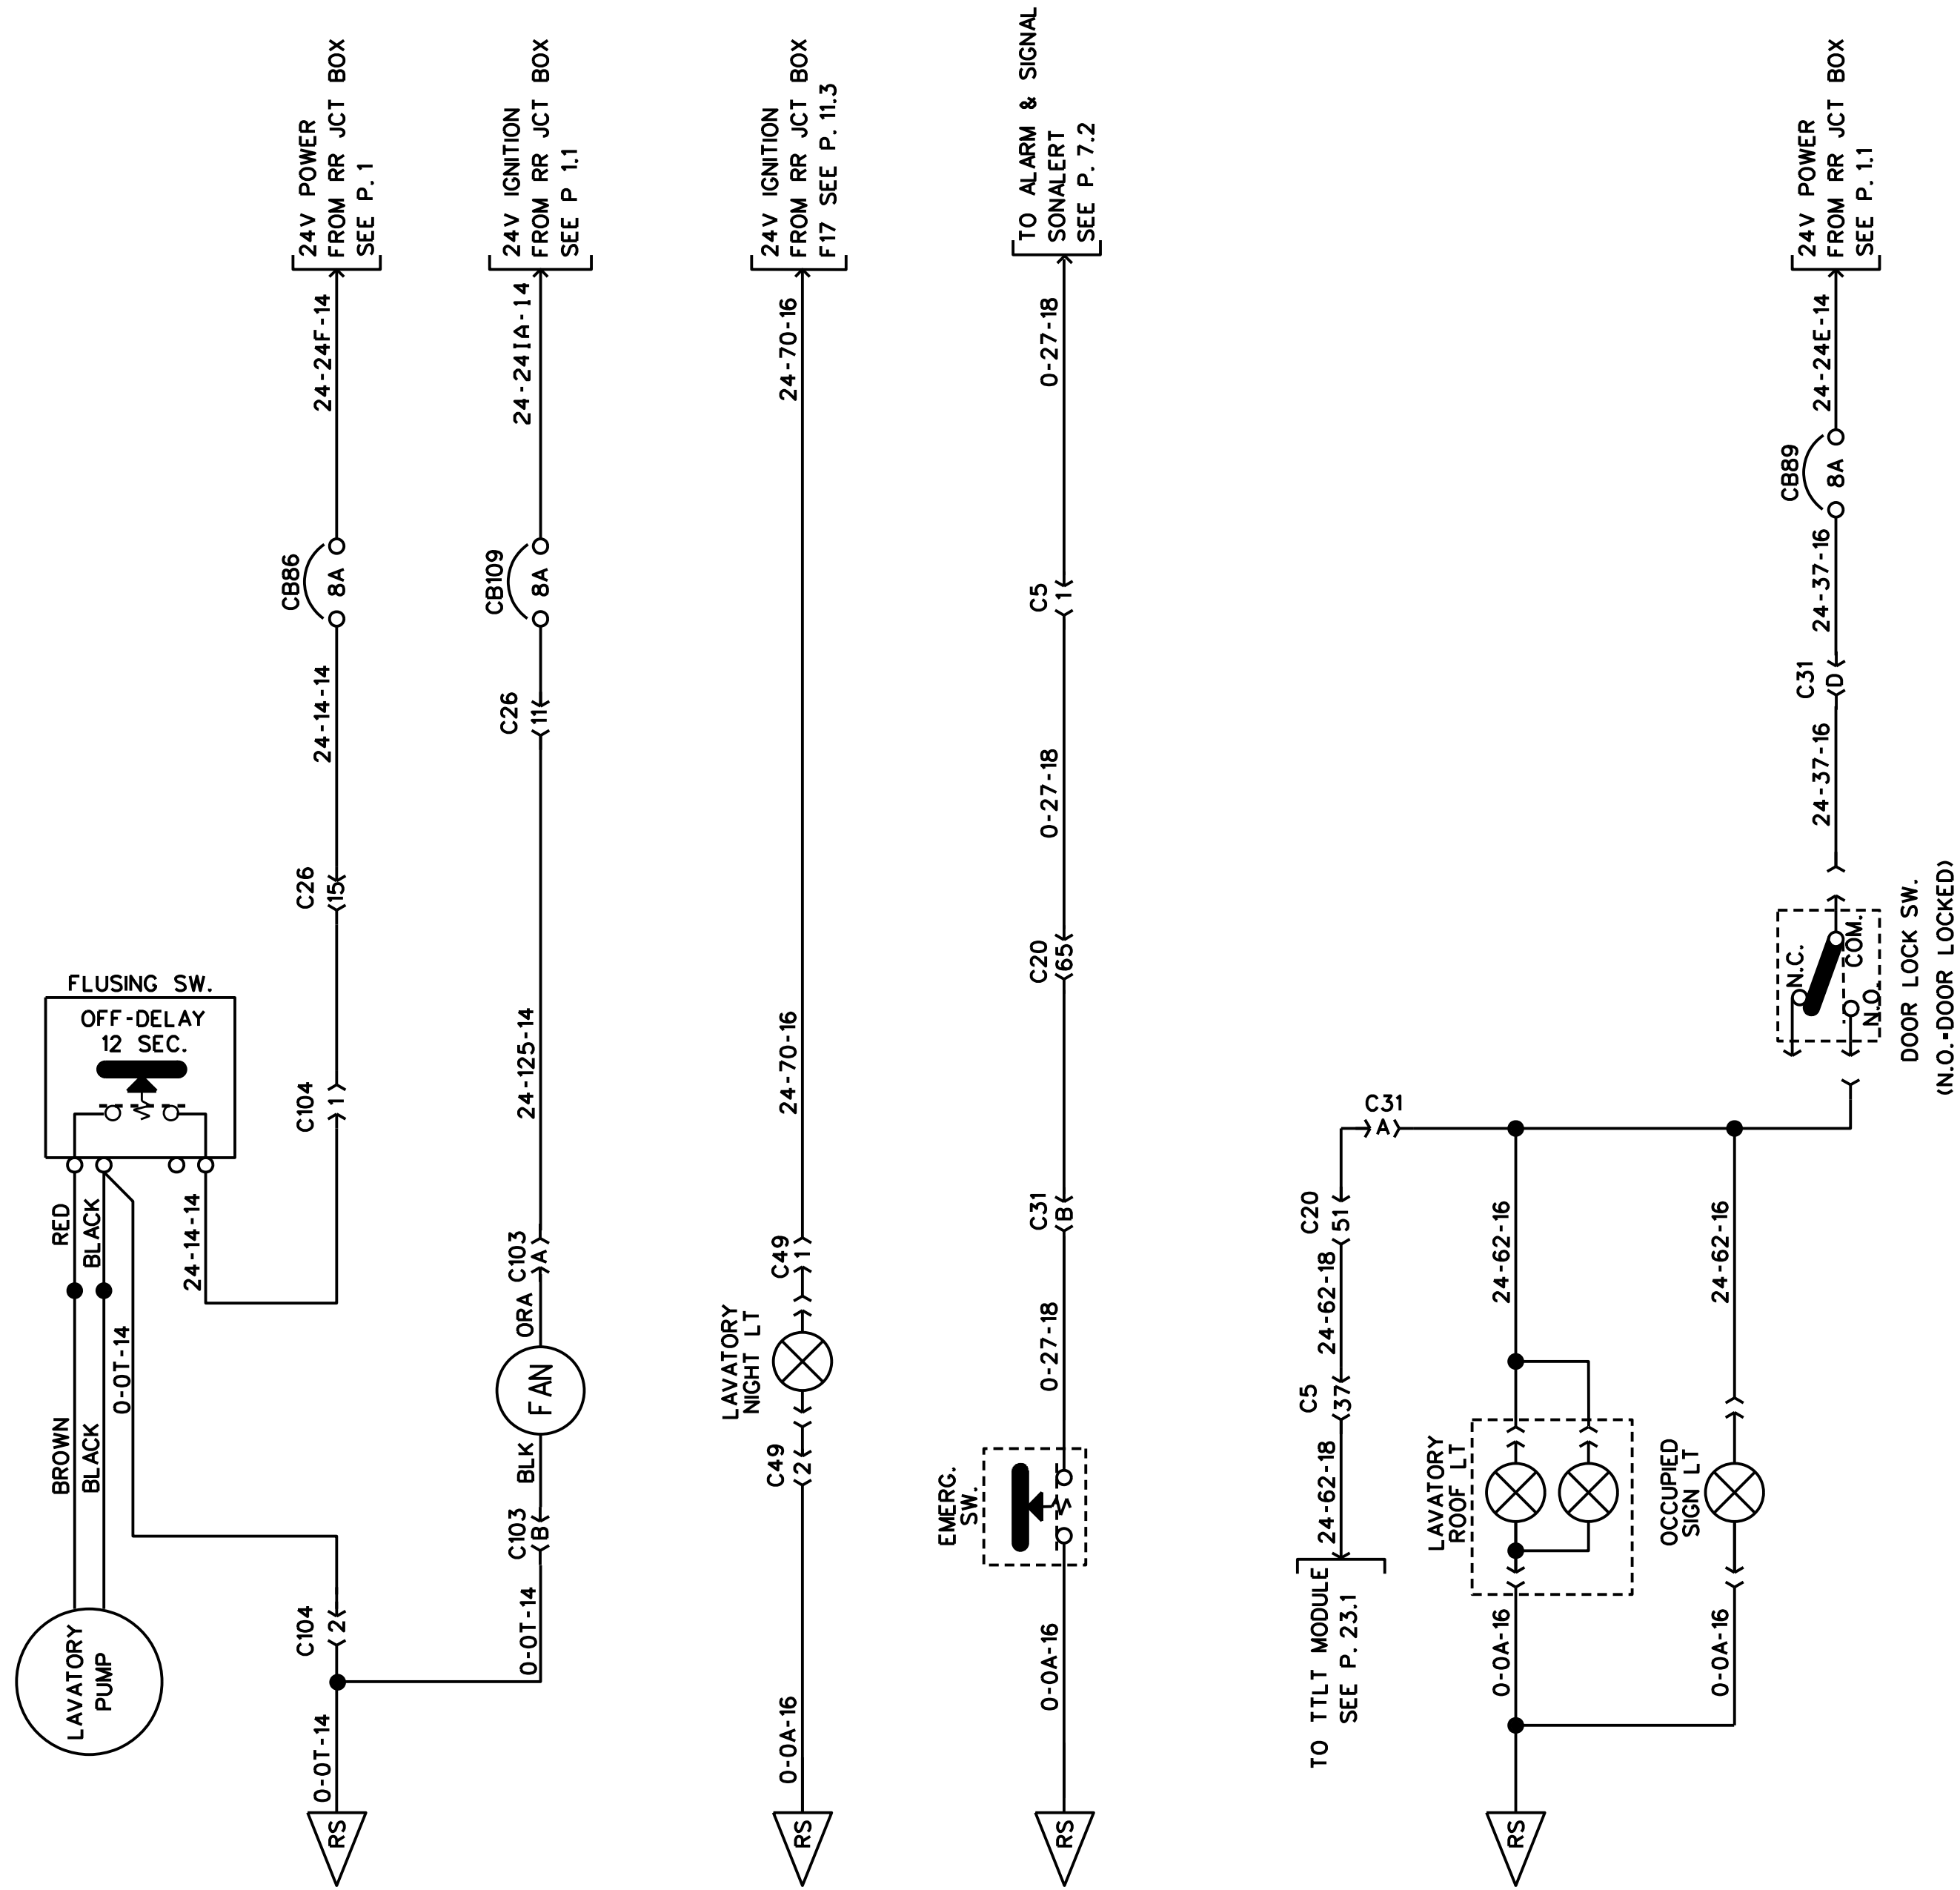 24V POWER
FROM RR JCT BOX
SEE P. 1
24-24F-14
CB86
8A
24-14-14
C26
15
C104
1
24-14-14
FLUSING SW.
OFF-DELAY
12 SEC.
RED
BLACK
BROWN
BLACK
0-0T-14
LAVATORY
PUMP
C104
2
0-0T-14
RS
24V IGNITION
FROM RR JCT BOX
SEE P 1.1
24-24IA-14
CB109
8A
C26
11
24-125-14
C103
A
ORA
FAN
BLK
C103
B
0-0T-14
24V IGNITION
FROM RR JCT BOX
F17 SEE P. 11.3
24-70-16
24-70-16
C49
1
LAVATORY
NIGHT LT
C49
2
0-0A-16
RS
TO ALARM & SIGNAL
SONALERT
SEE P. 7.2
0-27-18
C5
1
0-27-18
C20
65
C31
B
0-27-18
EMERG.
SW.
0-0A-16
RS
24V POWER
FROM RR JCT BOX
SEE P. 1.1
24-24E-14
CB89
8A
24-37-16
C31
D
24-37-16
N.C.
COM.
N.O.
DOOR LOCK SW.
(N.O.-DOOR LOCKED)
C31
A
C20
51
24-62-18
C5
37
24-62-18
TO TTLT MODULE
SEE P. 23.1
24-62-16
LAVATORY
ROOF LT
0-0A-16
24-62-16
OCCUPIED
SIGN LT
0-0A-16
RS